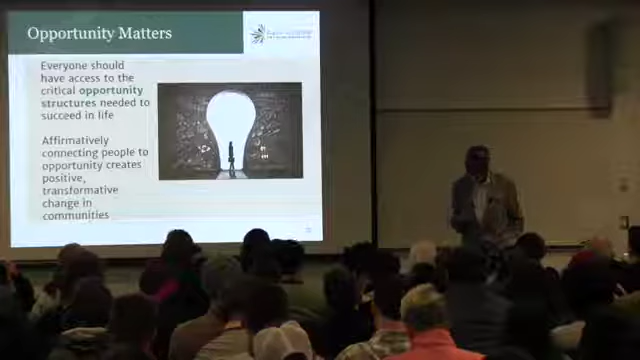 Opportunity Matters
Everyone should
have access to the
critical opportunity
structures needed to
succeed in life
Affirmatively
connecting people to
opportunity creates
positive,
transformative
change in
communities